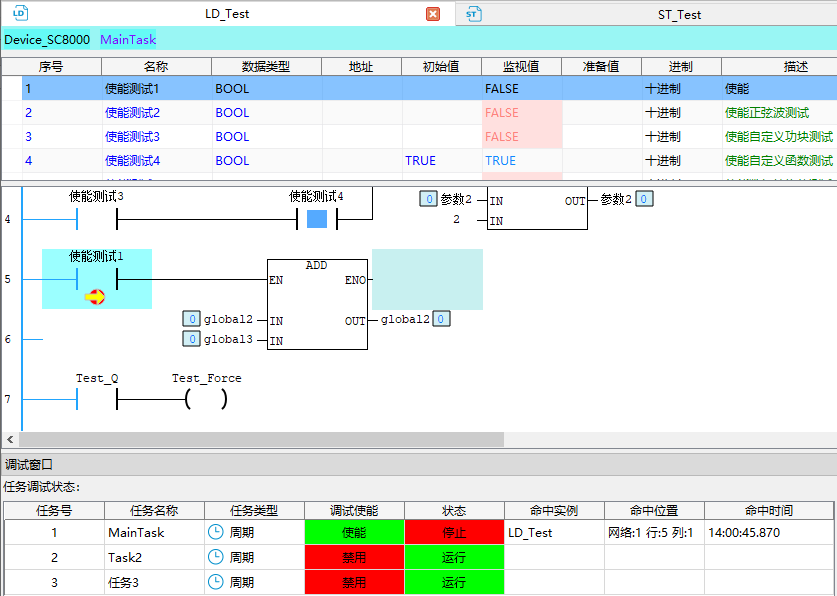 LD LD_Test ST ST_Test
Device_SC8000 MainTask
序号 名称 数据类型 地址 初始值 监视值 准备值 进制 描述
1 使能测试1 BOOL FALSE 十进制 使能
2 使能测试2 BOOL FALSE 十进制 使能正弦波测试
3 使能测试3 BOOL FALSE 十进制 使能自定义功块测试
4 使能测试4 BOOL TRUE TRUE 十进制 使能自定义函数测试
使能测试3 使能测试4 0 参数2 IN OUT 参数2 0
4 2 IN
使能测试1 ADD
5 EN ENO
0 global2 IN OUT global2 0
6 0 global3 IN
Test_Q Test_Force
7
调试窗口
任务调试状态:
任务号 任务名称 任务类型 调试使能 状态 命中实例 命中位置 命中时间
1 MainTask 周期 使能 停止 LD_Test 网络:1 行:5 列:1 14:00:45.870
2 Task2 周期 禁用 运行
3 任务3 周期 禁用 运行